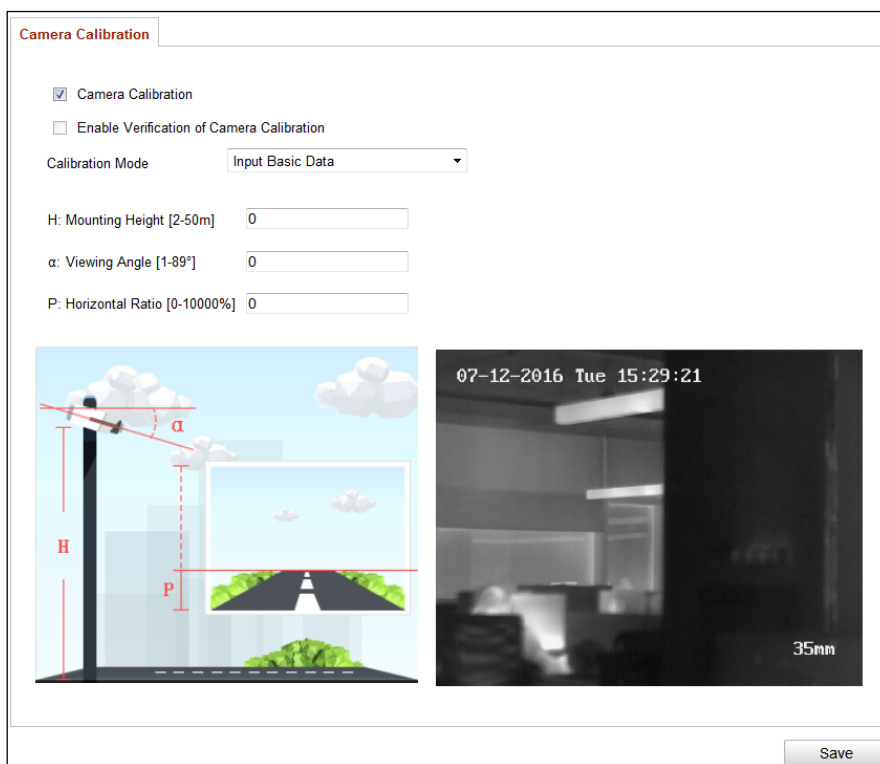 Camera Calibration
Camera Calibration
Enable Verification of Camera Calibration
Calibration Mode Input Basic Data
H: Mounting Height [2-50m] 0
α: Viewing Angle [1-89°] 0
P: Horizontal Ratio [0-10000%] 0
α
H
P
07-12-2016 Tue 15:29:21
35mm
Save